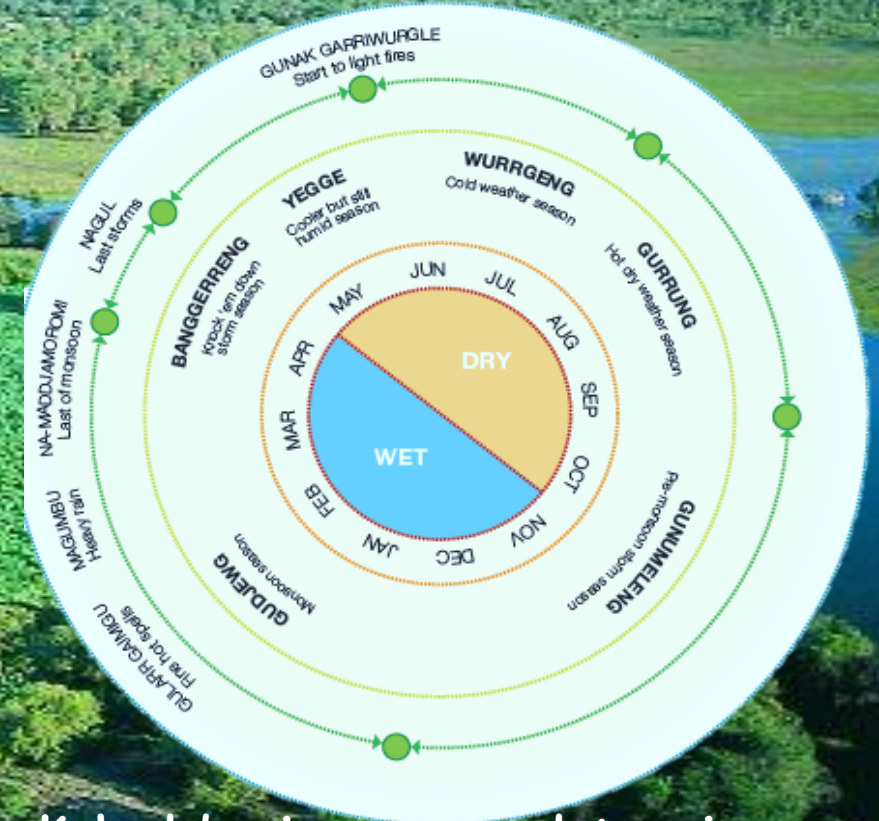 GUNAK GARRIWURGLE
Start to light fires
NAGUL
Last storms
NA-MADDJAMOROMI
Last of monsoon
MAGUMBU
Heavy rain
GULARR GAIMIGU
Fine hot spells
YEGGE
Cooler but still
humid season
WURRGENG
Cold weather season
GURRUNG
Hot dry weather season
GUNUMELENG
Pre-monsoon storm season
GUDJEWG
Monsoon season
BANGGERRENG
Knock 'em down
storm season
JUN
JUL
AUG
SEP
OCT
NOV
DEC
JAN
FEB
MAR
APR
MAY
DRY
WET